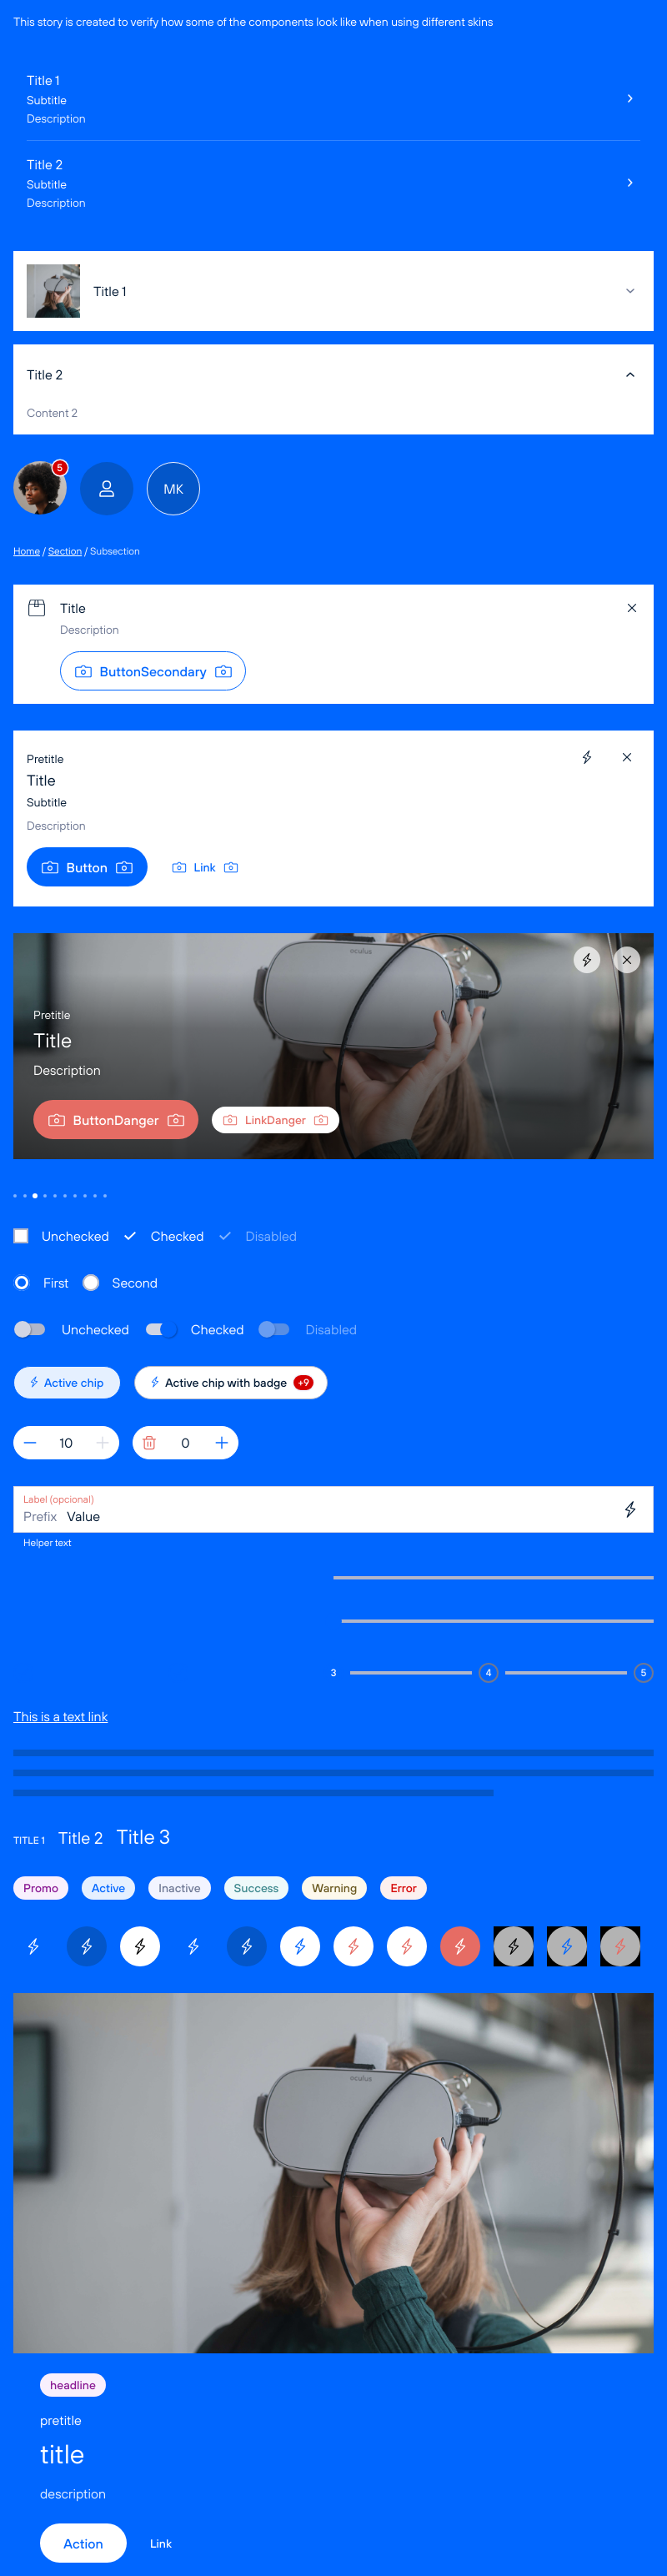 This story is created to verify how some of the components look like when using different skins
Title 1
Subtitle
Description
Title 2
Subtitle
Description
Title 1
Title 2
Content 2
5
MK
Home / Section / Subsection
Title
Description
ButtonSecondary
Pretitle
Title
Subtitle
Description
Button Link
oculus
Pretitle
Title
Description
ButtonDanger LinkDanger
Unchecked Checked Disabled
First Second
Unchecked Checked Disabled
Active chip Active chip with badge +9
10 0
Label (opcional)
Prefix Value
Helper text
3 4 5
This is a text link
TITLE 1 Title 2 Title 3
Promo Active Inactive Success Warning Error
oculus
headline
pretitle
title
description
Action Link